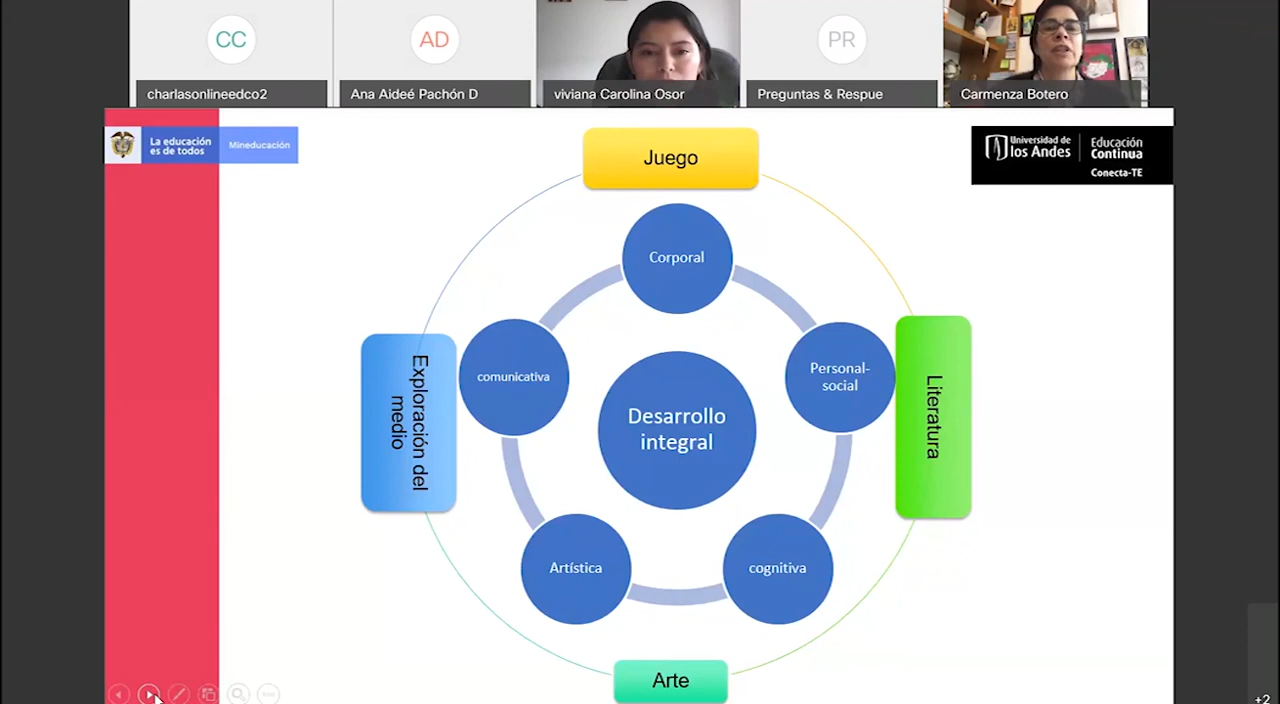 CC
AD
PR
charlasonlineedco2
Ana Aideé Pachón D
viviana Carolina Osor
Preguntas & Respue
Carmenza Botero
La educación
es de todos
Mineducación
Universidad de
los Andes
Educación
Continua
Conecta-TE
Juego
Corporal
Exploración del
medio
comunicativa
Personal-
social
Literatura
Desarrollo
integral
Artística
cognitiva
Arte
+2